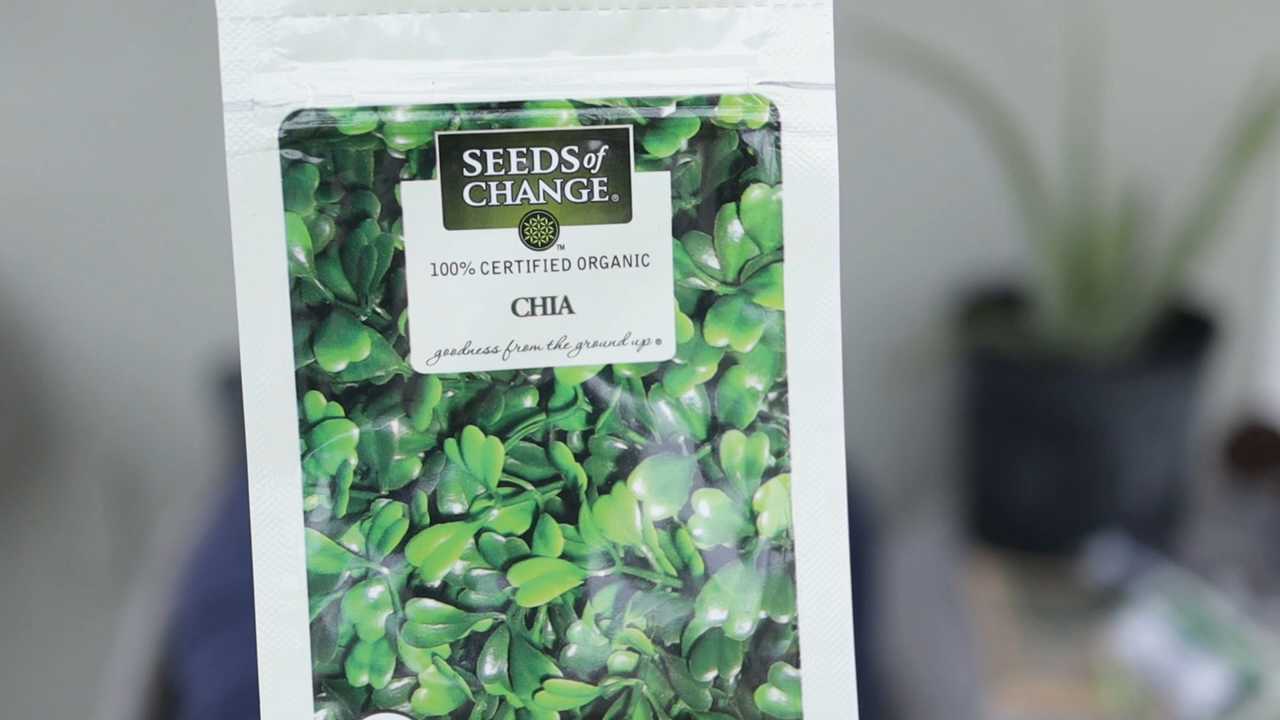 SEEDS of
CHANGE®
™
100% CERTIFIED ORGANIC
CHIA
goodness from the ground up®